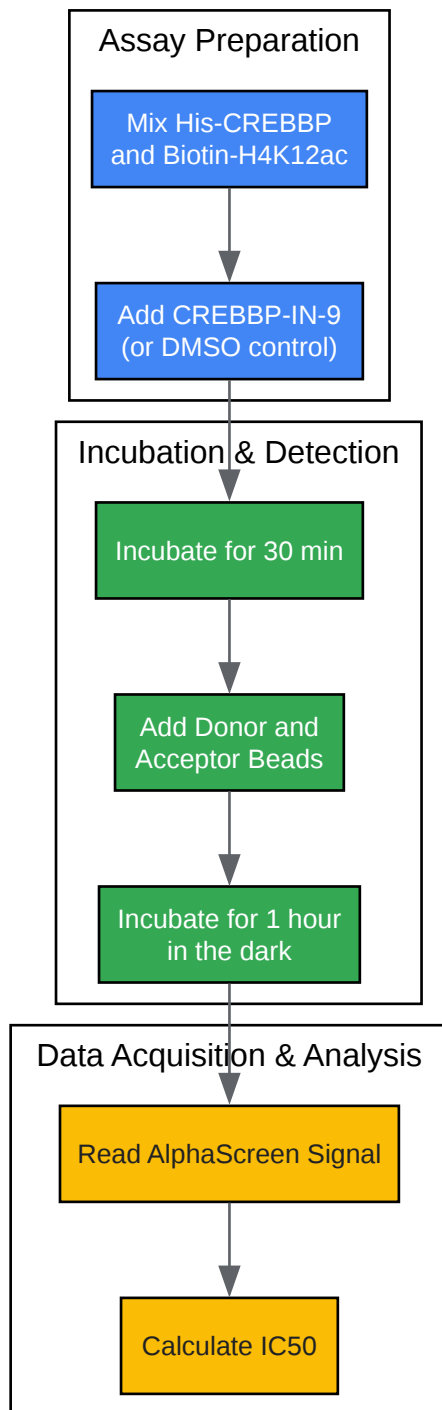 Assay Preparation
Mix His-CREBBP
and Biotin-H4K12ac
Add CREBBP-IN-9
(or DMSO control)
Incubation & Detection
Incubate for 30 min
Add Donor and
Acceptor Beads
Incubate for 1 hour
in the dark
Data Acquisition & Analysis
Read AlphaScreen Signal
Calculate IC50